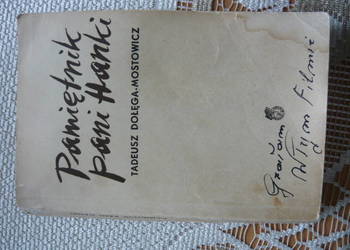 Pamiętnik
pani Hanki
TADEUSZ DOŁĘGA-MOSTOWICZ
Grałam
w Tym Filmie